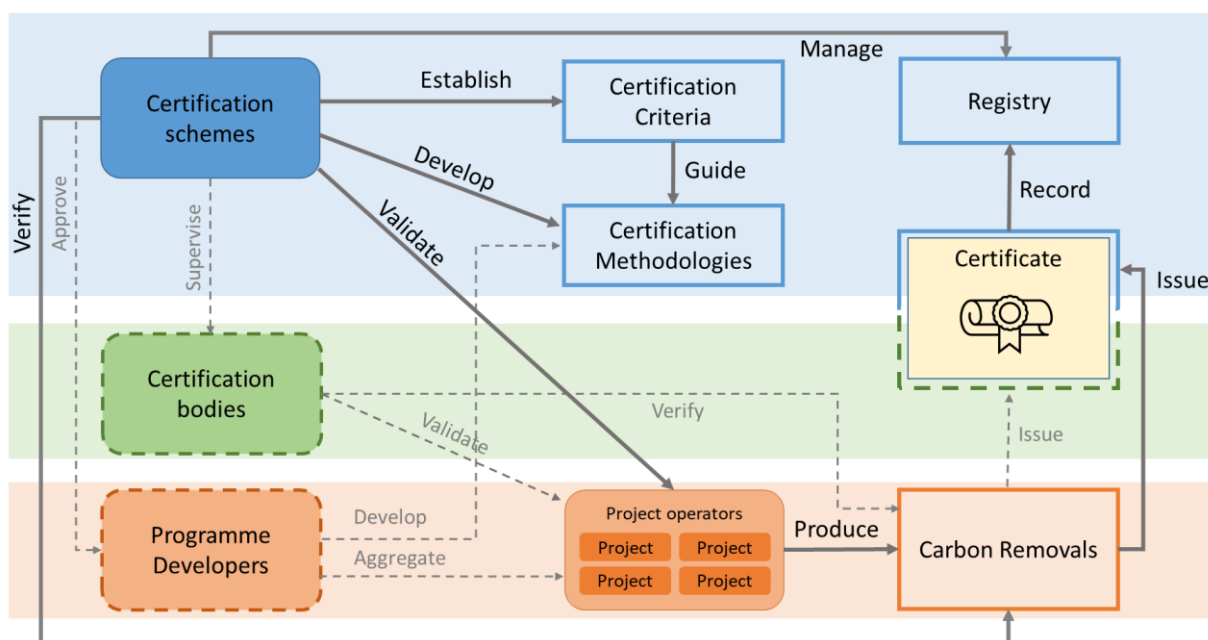 Manage
Certification
schemes
Establish
Certification
Criteria
Registry
Develop
Guide
Record
Verify
Approve
Supervise
Validate
Certification
Methodologies
Certificate
Issue
Certification
bodies
Verify
Validate
Issue
Programme
Developers
Develop
Aggregate
Project operators
Project
Project
Project
Project
Produce
Carbon Removals